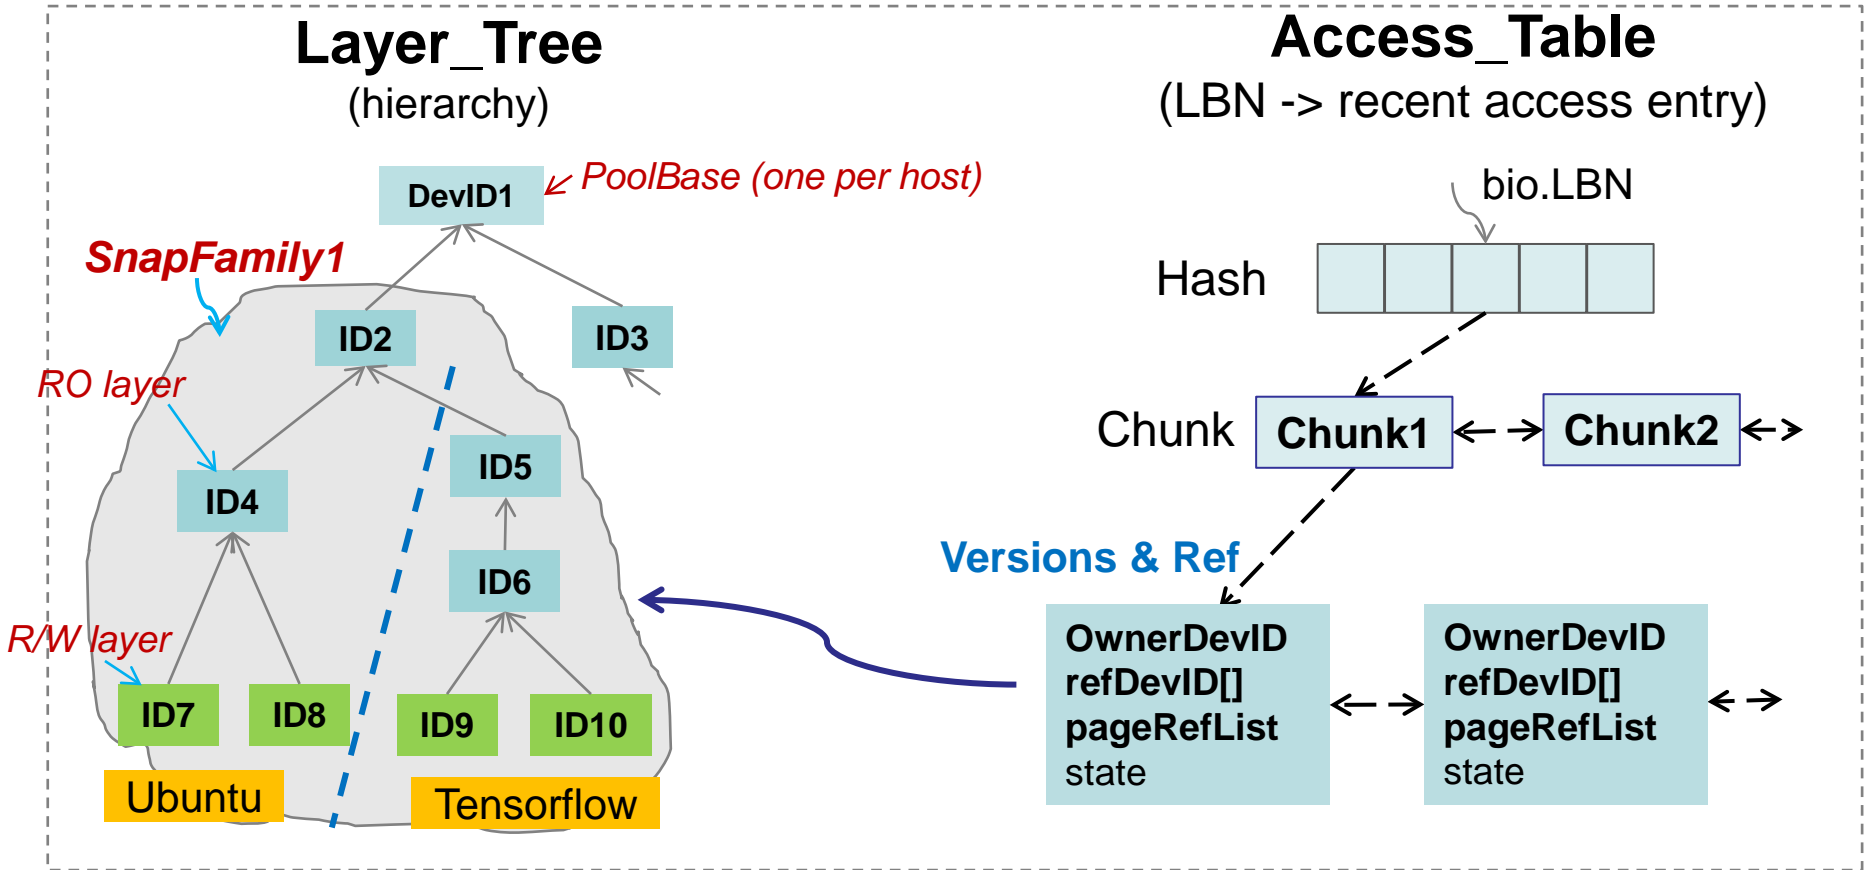 Layer_Tree
(hierarchy)
DevID1
PoolBase (one per host)
SnapFamily1
ID2
ID3
RO layer
ID5
ID4
ID6
R/W layer
ID7
ID8
ID9
ID10
Ubuntu
Tensorflow
Access_Table
(LBN -> recent access entry)
bio.LBN
Hash
Chunk
Chunk1
Chunk2
Versions & Ref
OwnerDevID
refDevID[]
pageRefList
state
OwnerDevID
refDevID[]
pageRefList
state